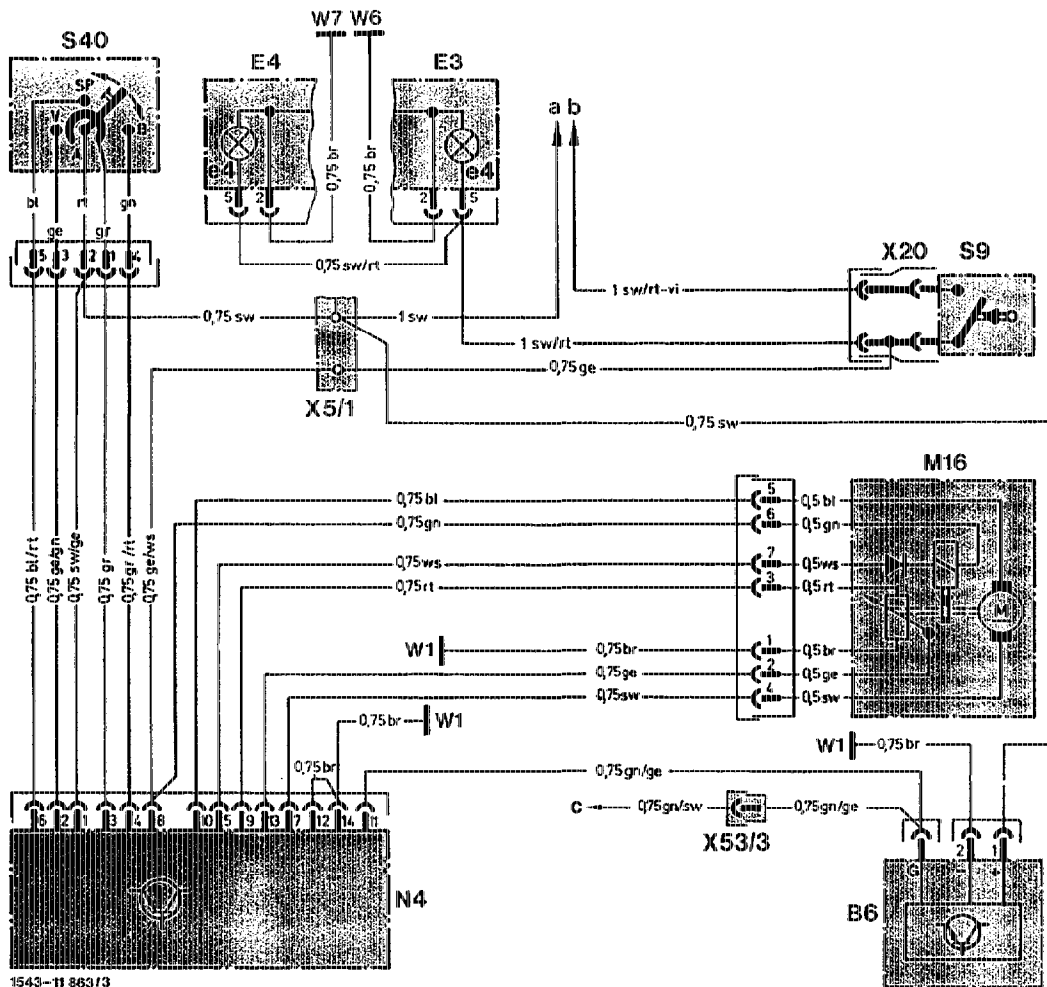 W7 W6
S40
E4
E3
SP
V
A
B
a b
e4
e4
0,75 br
0,75 br
bl
rt
gn
ge
gr
5 2
2 5
X20 S9
0,75 sw/rt
5 3 2 1 4
1 sw/rt-vi
0,75 sw
1 sw
1 sw/rt
0,75 ge
X5/1
0,75 sw
M16
0,75 bl
5
0,5 bl
0,75 gn
6
0,5 gn
0,75 ws
7
0,5 ws
0,75 rt
3
0,5 rt
M
0,75 bl/rt
0,75 ge/gn
0,75 sw/ge
0,75 gr
0,75 gr/rt
0,75 ge/ws
W1
0,75 br
1
0,5 br
0,75 ge
2
0,5 ge
0,75 sw
4
0,5 sw
0,75 br
W1
W1
0,75 br
0,75 br
0,75 gn/ge
c
0,75 gn/sw
0,75 gn/ge
X53/3
6 2 1 3 4 8 10 5 9 13 7 12 14 11
G 2 1
- +
N4
B6
1543-11 863/3